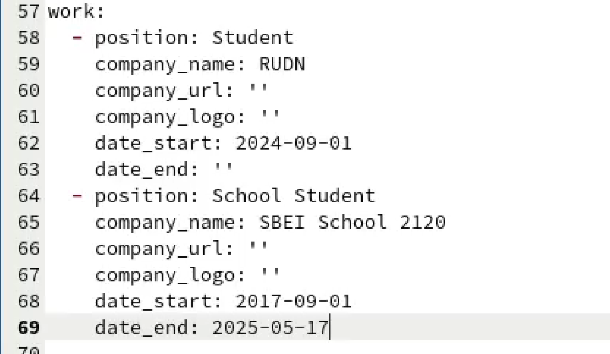 57 work:
58   - position: Student
59     company_name: RUDN
60     company_url: ''
61     company_logo: ''
62     date_start: 2024-09-01
63     date_end: ''
64   - position: School Student
65     company_name: SBEI School 2120
66     company_url: ''
67     company_logo: ''
68     date_start: 2017-09-01
69     date_end: 2025-05-17
70